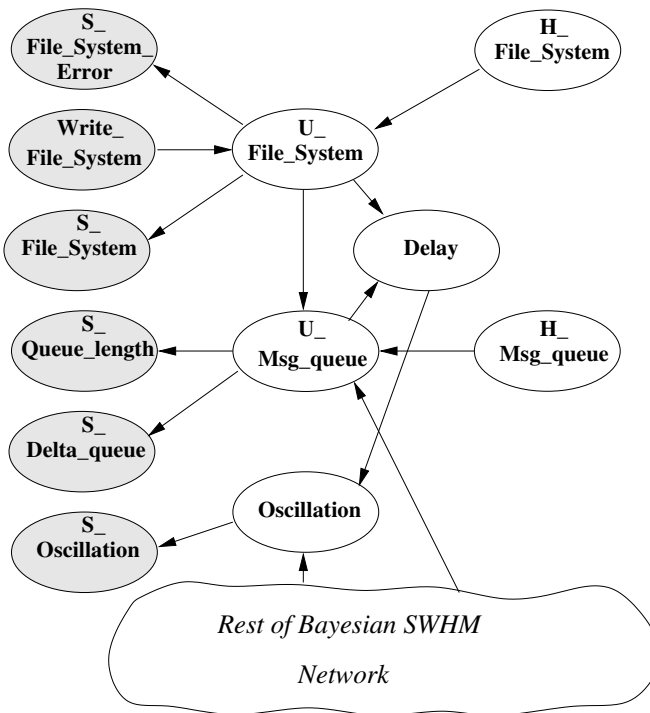 S_
File_System_
Error
H_
File_System
Write_
File_System
U_
File_System
S_
File_System
Delay
S_
Queue_length
U_
Msg_queue
H_
Msg_queue
S_
Delta_queue
Oscillation
S_
Oscillation
Rest of Bayesian SWHM
Network